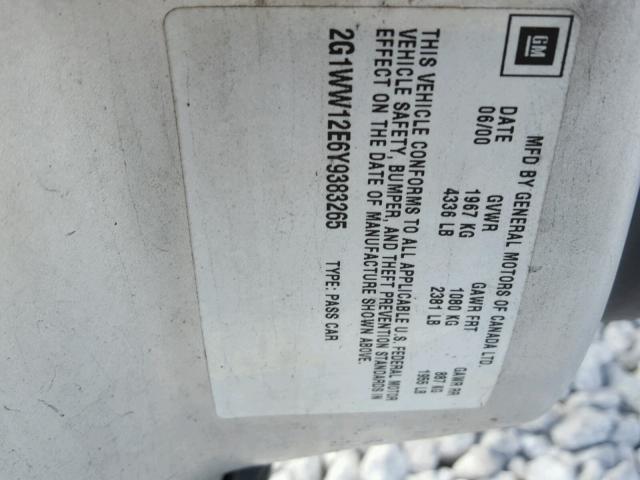 GM
MFD BY GENERAL MOTORS OF CANADA LTD.
DATE GVWR GAWR FRT GAWR RR
06/00 1967 KG 1080 KG 887 KG
4336 LB 2381 LB 1955 LB
THIS VEHICLE CONFORMS TO ALL APPLICABLE U.S. FEDERAL MOTOR
VEHICLE SAFETY, BUMPER, AND THEFT PREVENTION STANDARDS IN
EFFECT ON THE DATE OF MANUFACTURE SHOWN ABOVE.
2G1WW12E6Y9383265 TYPE: PASS CAR